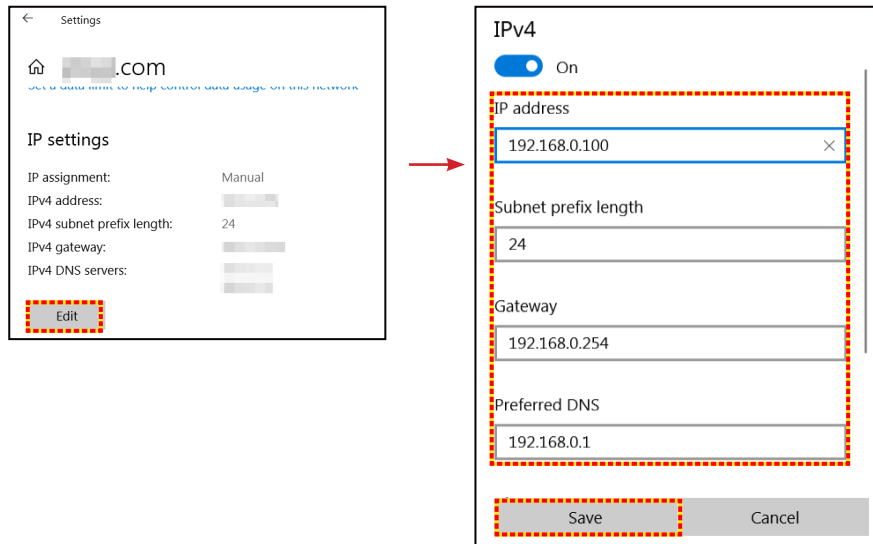 Settings
.com
Set a data limit to help control data usage on this network
IP settings
IP assignment: Manual
IPv4 address:
IPv4 subnet prefix length: 24
IPv4 gateway:
IPv4 DNS servers:
Edit
IPv4
On
IP address
192.168.0.100
Subnet prefix length
24
Gateway
192.168.0.254
Preferred DNS
192.168.0.1
Save Cancel